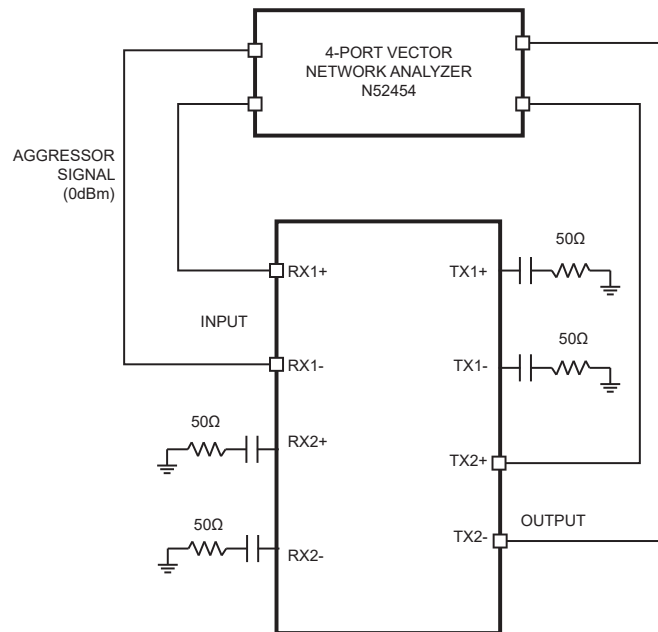 4-PORT VECTOR
NETWORK ANALYZER
N52454
AGGRESSOR
SIGNAL
(0dBm)
50Ω
RX1+
TX1+
INPUT
50Ω
RX1-
TX1-
50Ω
RX2+
TX2+
50Ω
OUTPUT
TX2-
RX2-